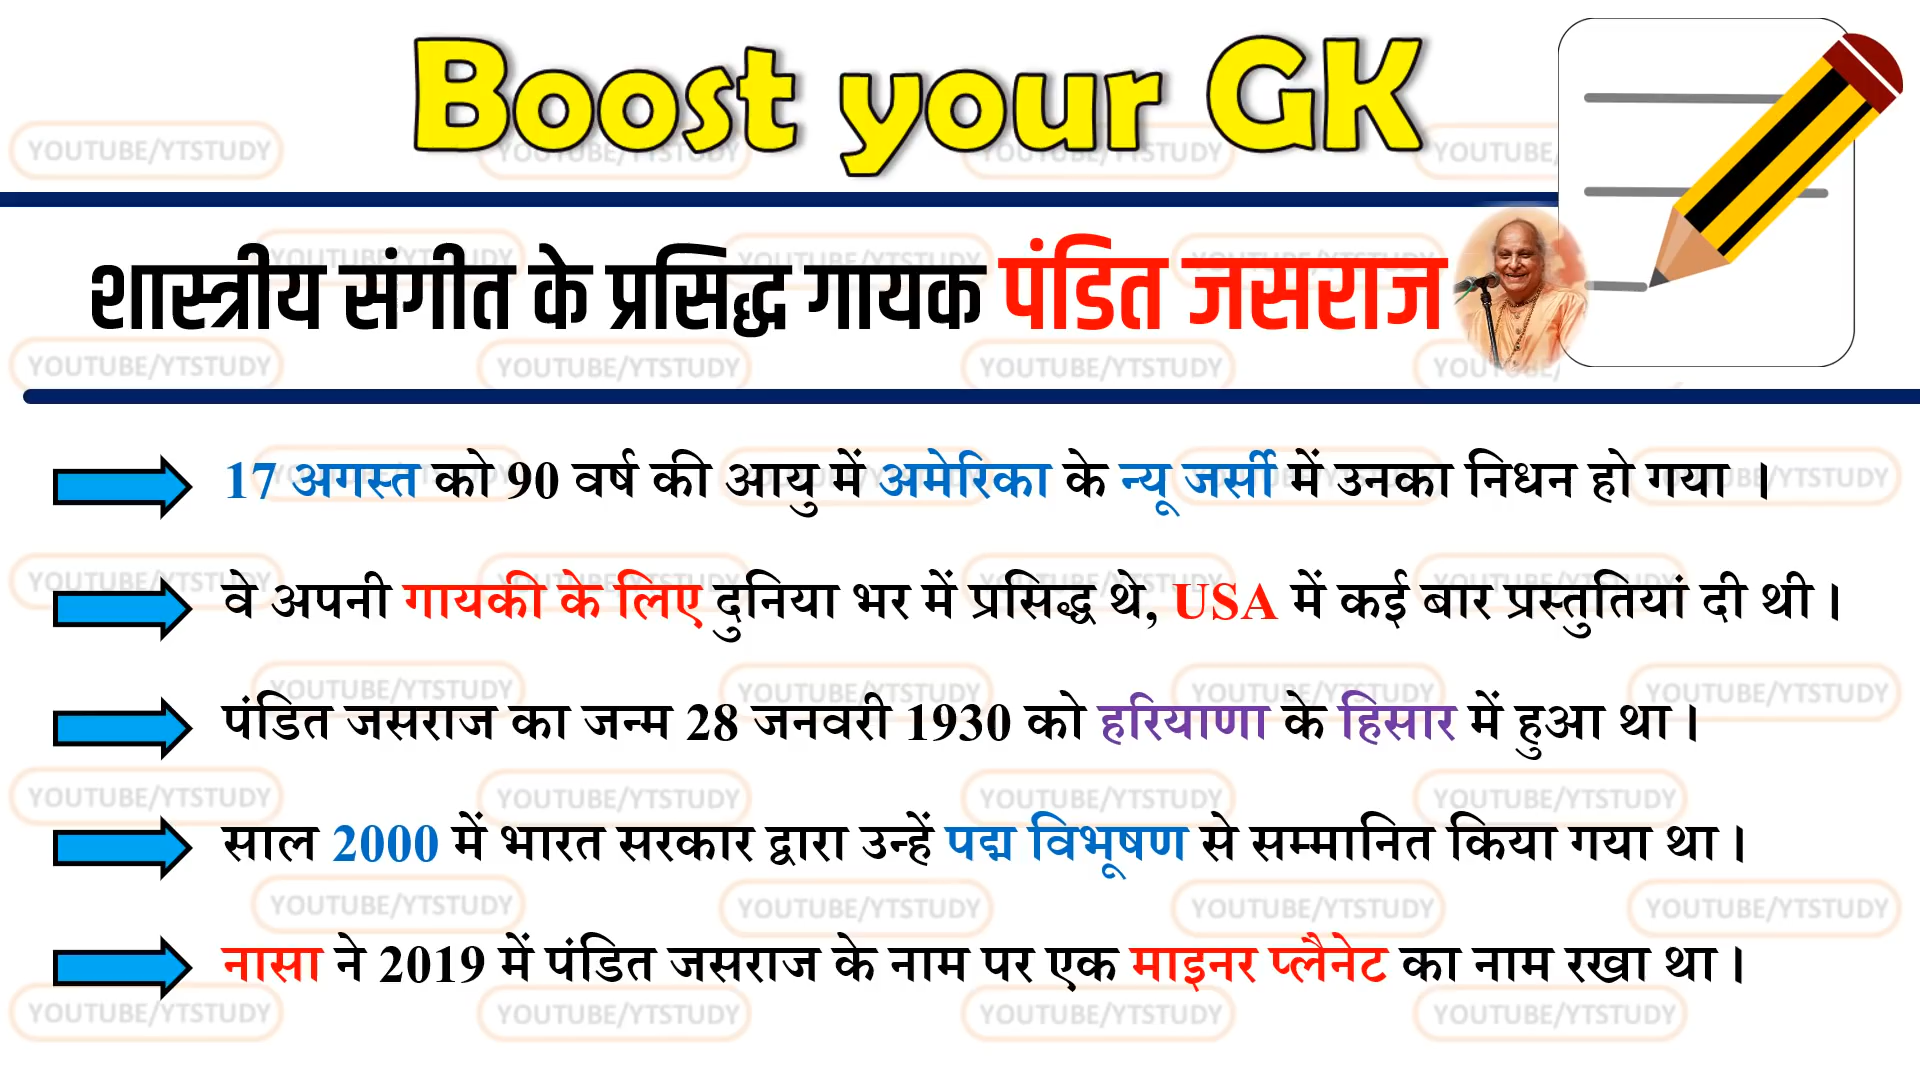 Boost your GK
शास्त्रीय संगीत के प्रसिद्ध गायक पंडित जसराज
17 अगस्त को 90 वर्ष की आयु में अमेरिका के न्यू जर्सी में उनका निधन हो गया ।
वे अपनी गायकी के लिए दुनिया भर में प्रसिद्ध थे, USA में कई बार प्रस्तुतियां दी थी।
पंडित जसराज का जन्म 28 जनवरी 1930 को हरियाणा के हिसार में हुआ था।
साल 2000 में भारत सरकार द्वारा उन्हें पद्म विभूषण से सम्मानित किया गया था।
नासा ने 2019 में पंडित जसराज के नाम पर एक माइनर प्लैनेट का नाम रखा था।
YOUTUBE/YTSTUDY